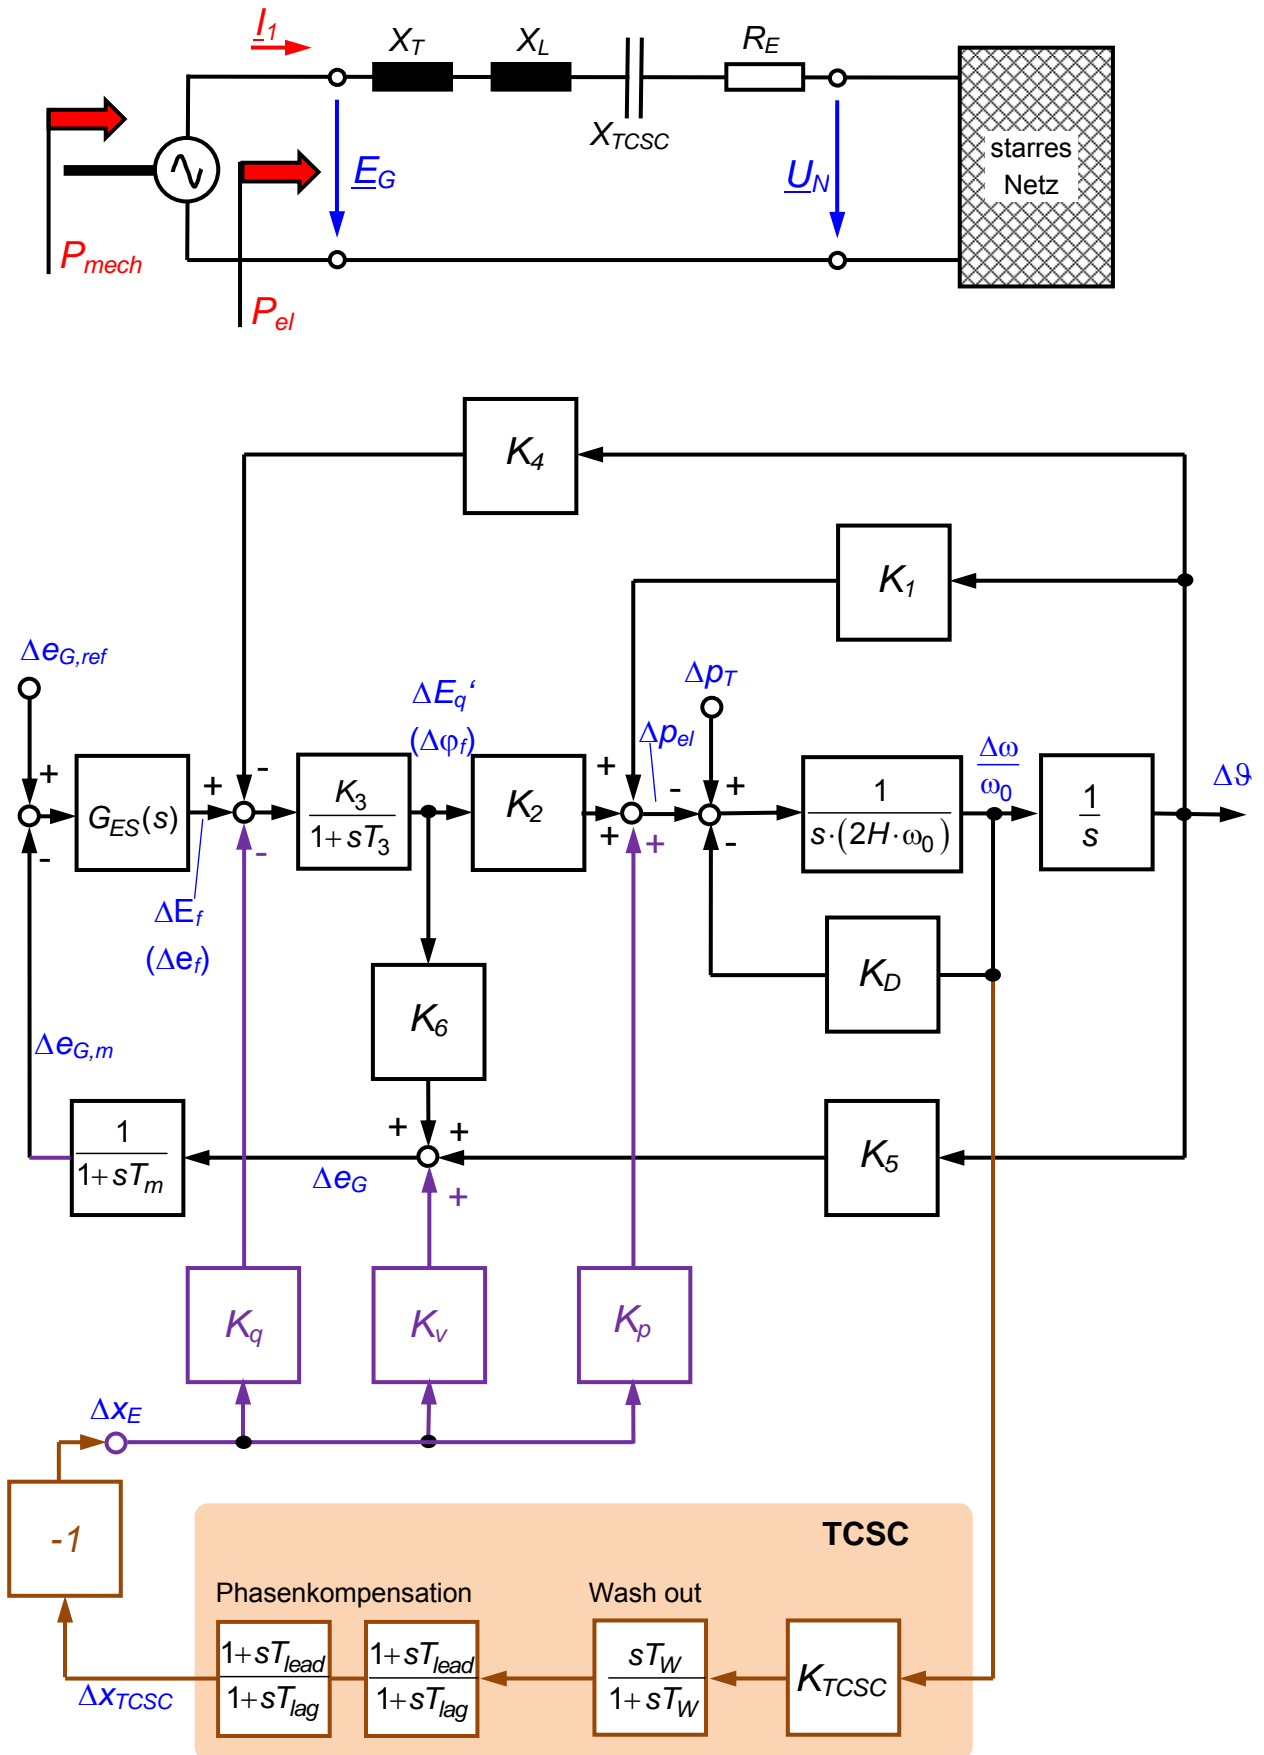 I1
XT
XL
RE
XTCSC
starres
Netz
EG
UN
Pmech
Pel
K4
K1
ΔeG,ref
ΔpT
ΔEq‘
(Δφf)
Δpel
Δω
ω0
Δϑ
+
+
-
+
-
+
GES(s)
K3
1+sT3
K2
1
s·(2H·ω0)
1
s
-
-
+
+
-
ΔEf
(Δef)
KD
K6
ΔeG,m
+
+
1
1+sTm
K5
ΔeG
+
Kq
Kv
Kp
ΔxE
-1
TCSC
Phasenkompensation
Wash out
1+sTlead
1+sTlag
1+sTlead
1+sTlag
sTW
1+sTW
KTCSC
ΔxTCSC